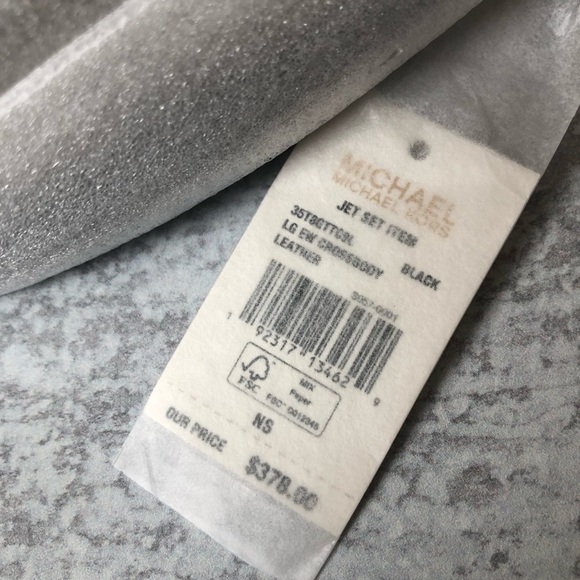 MICHAEL
MICHAEL KORS
JET SET ITEM
35T8GTTC9L
LG EW CROSSBODY BLACK
LEATHER
1 92317 13462 9
FSC
MIX
Paper
NS
OUR PRICE $378.00